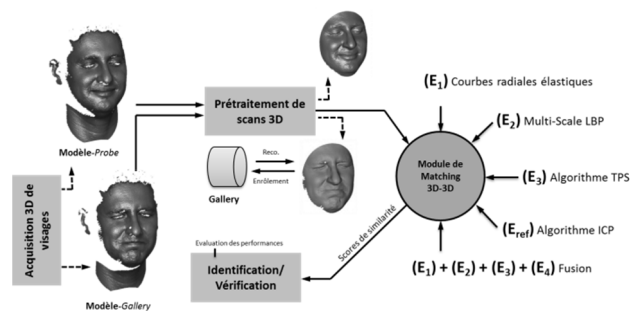 Acquisition 3D de
visages
Modèle-Probe
Modèle-Gallery
Prétraitement de
scans 3D
Gallery
Reco.
Enrôlement
Evaluation des performances
Identification/
Vérification
Scores de similarité
Module de
Matching
3D-3D
(E1) Courbes radiales élastiques
(E2) Multi-Scale LBP
(E3) Algorithme TPS
(Eref) Algorithme ICP
(E1) + (E2) + (E3) + (E4) Fusion